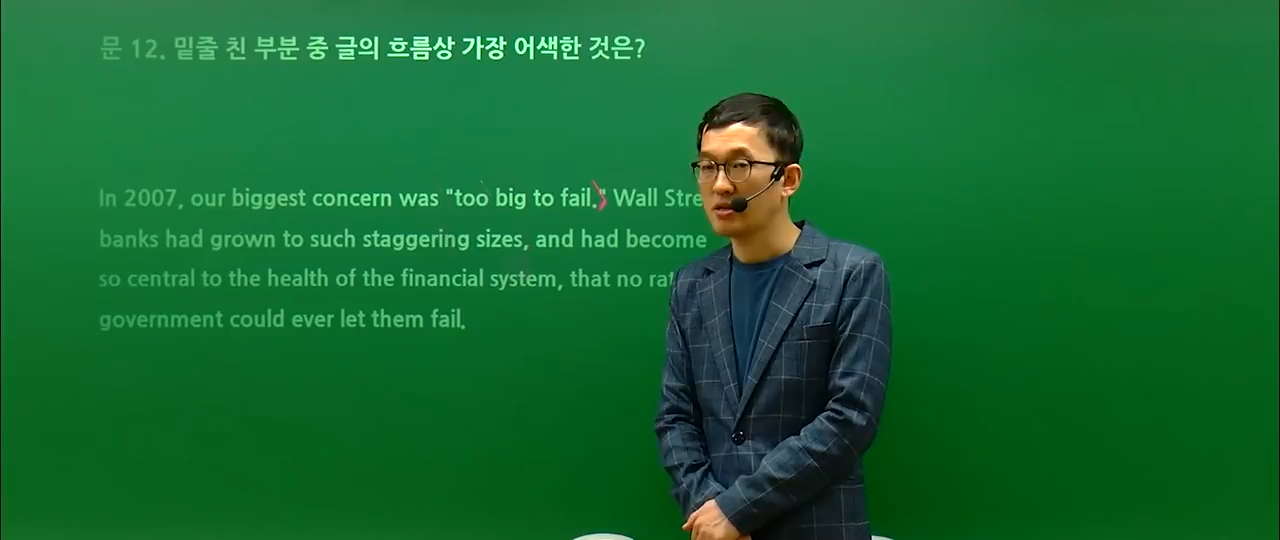 문 12. 밑줄 친 부분 중 글의 흐름상 가장 어색한 것은?
In 2007, our biggest concern was "too big to fail." Wall
banks had grown to such staggering sizes, and had become
so central to the health of the financial system, that no
government could ever let them fail.